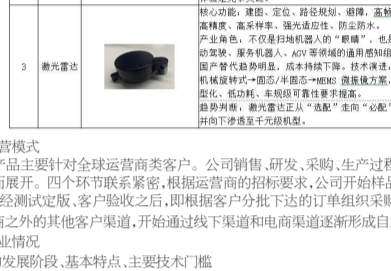 核心功能，建图、定位、路径规划、避障，高帧
高精度、高采样率，强光适应性、防尘防水。
产业角色，不仅是扫地机器人的“眼睛”，也是
动驾驶、服务机器人、AGV 等领域的通用感知组
国产替代趋势明显，成本持续下降。技术演进，
3
激光雷达
机械旋转式→固态/半固态→MEMS 微振镜方案，
型化、低功耗、车规级可靠性要求提高。
趋势判断，激光雷达正从“选配”走向“必配”
并向下渗透至千元级机型。
营模式
产品主要针对全球运营商类客户。公司销售、研发、采购、生产过程
而展开。四个环节联系紧密，根据运营商的招标要求，公司开始样品
经测试定版、客户验收之后，即根据客户分批下达的订单组织采购
商之外的其他客户渠道，开始通过线下渠道和电商渠道逐渐形成自
业情况
的发展阶段、基本特点、主要技术门槛